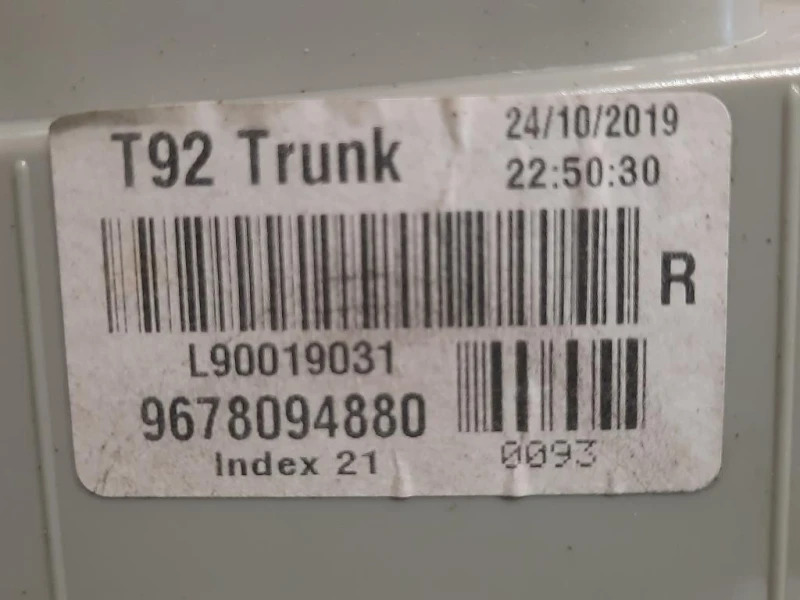 T92 Trunk
24/10/2019
22:50:30
R
L90019031
9678094880
Index 21
0093